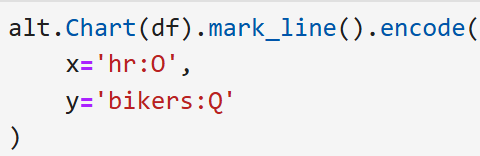 alt.Chart(df).mark_line().encode(
    x='hr:O',
    y='bikers:Q'
)